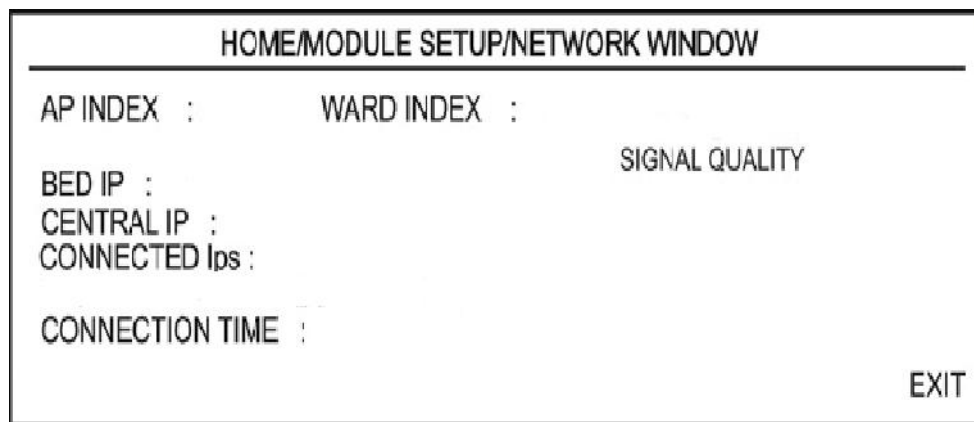 HOME/MODULE SETUP/NETWORK WINDOW
AP INDEX : WARD INDEX :
SIGNAL QUALITY
BED IP :
CENTRAL IP :
CONNECTED Ips :
CONNECTION TIME :
EXIT